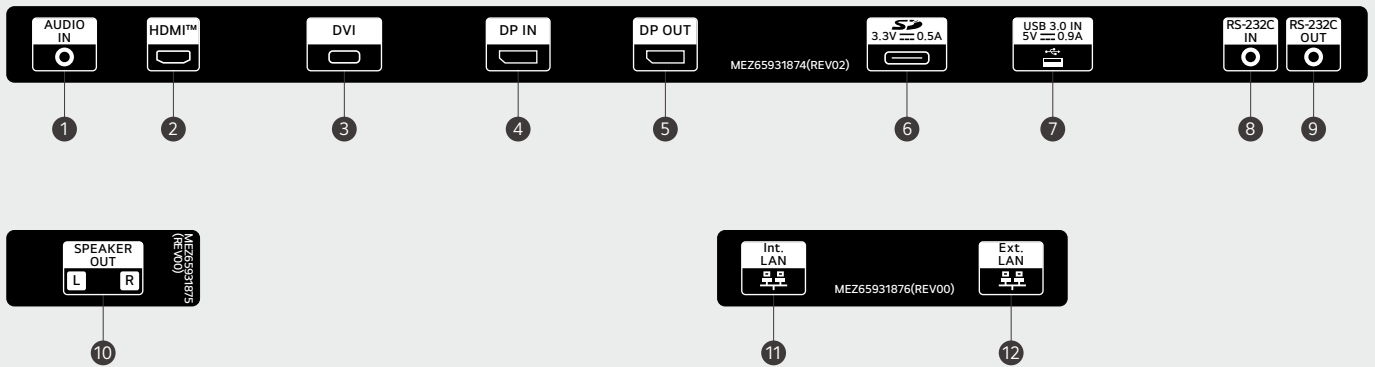 AUDIO
IN
HDMI™
DVI
DP IN
DP OUT
MEZ65931874(REV02)
SD
3.3V ⎓ 0.5A
USB 3.0 IN
5V ⎓ 0.9A
RS-232C
IN
RS-232C
OUT
1
2
3
4
5
6
7
8
9
SPEAKER
OUT
L R
MEZ65931875
(REV00)
Int.
LAN
MEZ65931876(REV00)
Ext.
LAN
10
11
12